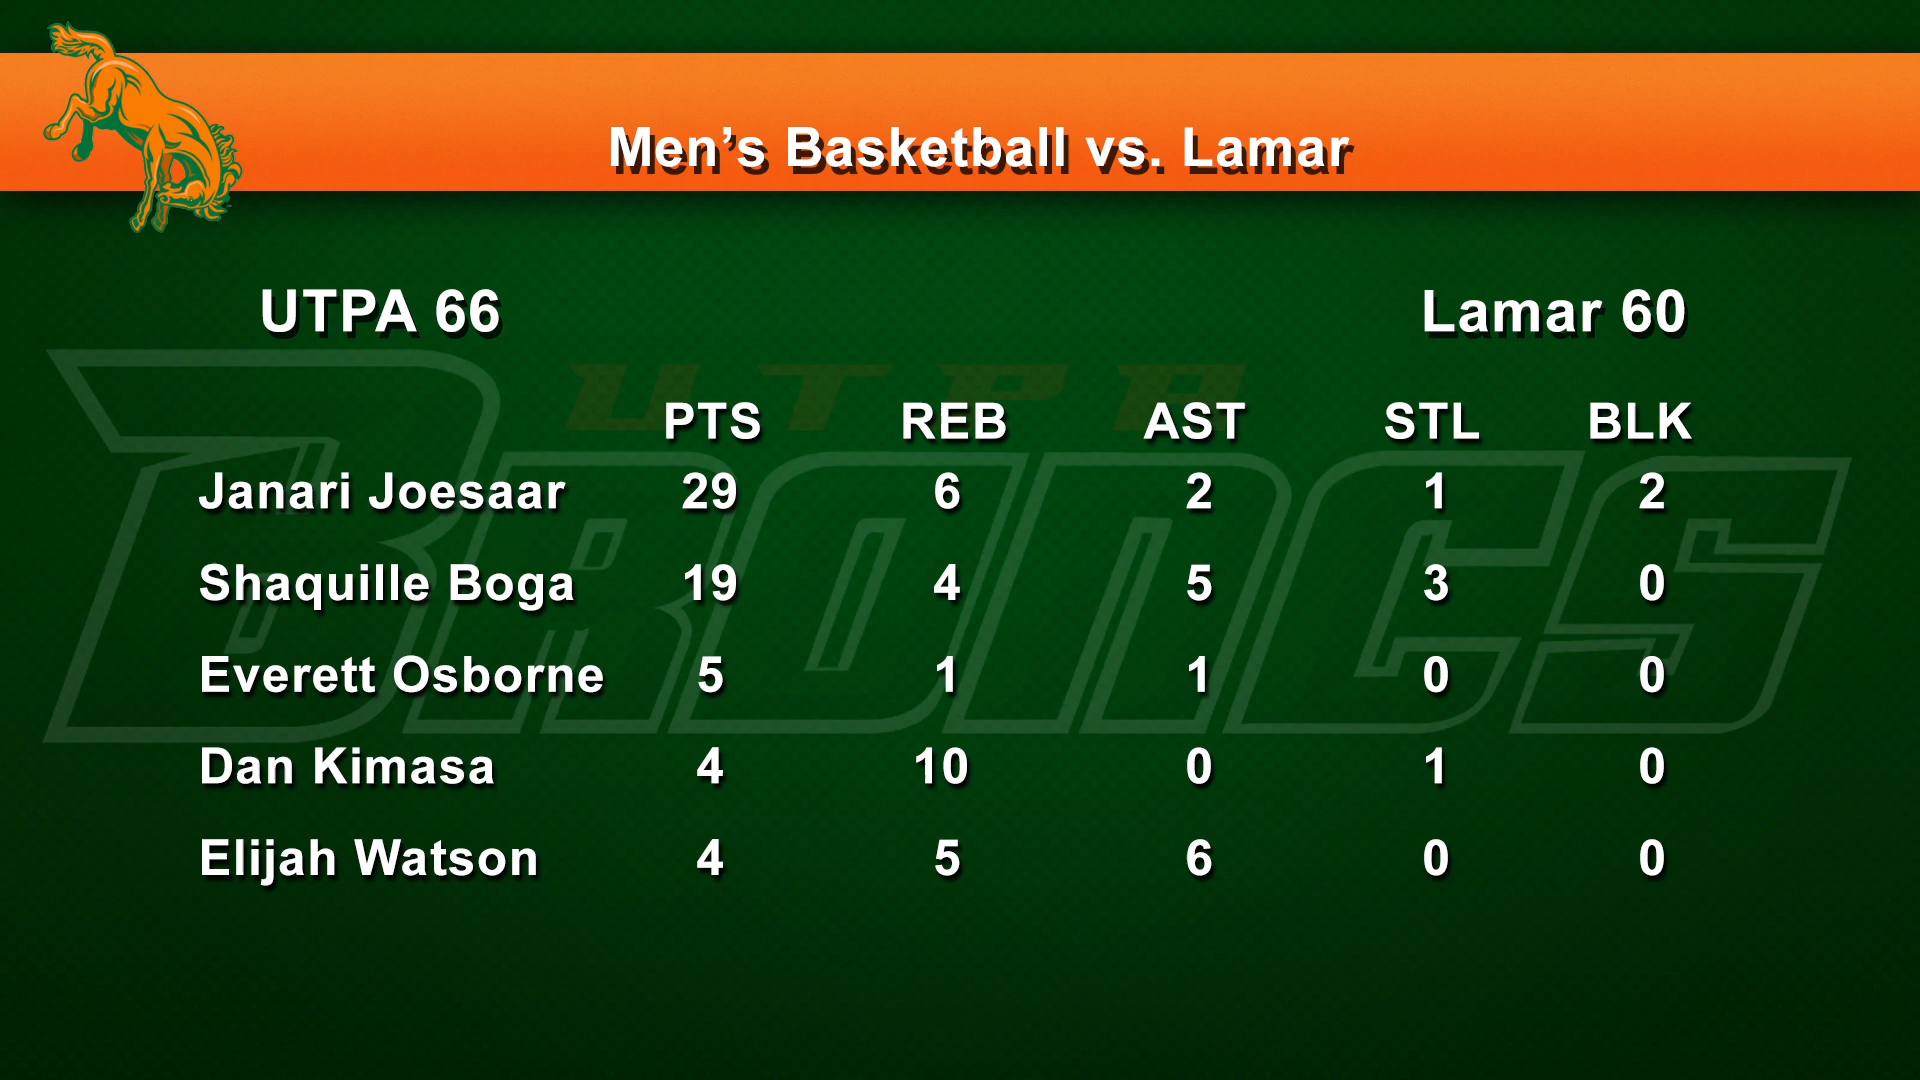 Men’s Basketball vs. Lamar
UTPA 66 Lamar 60
UTPA
BRONCS
PTS REB AST STL BLK
Janari Joesaar 29 6 2 1 2
Shaquille Boga 19 4 5 3 0
Everett Osborne 5 1 1 0 0
Dan Kimasa 4 10 0 1 0
Elijah Watson 4 5 6 0 0